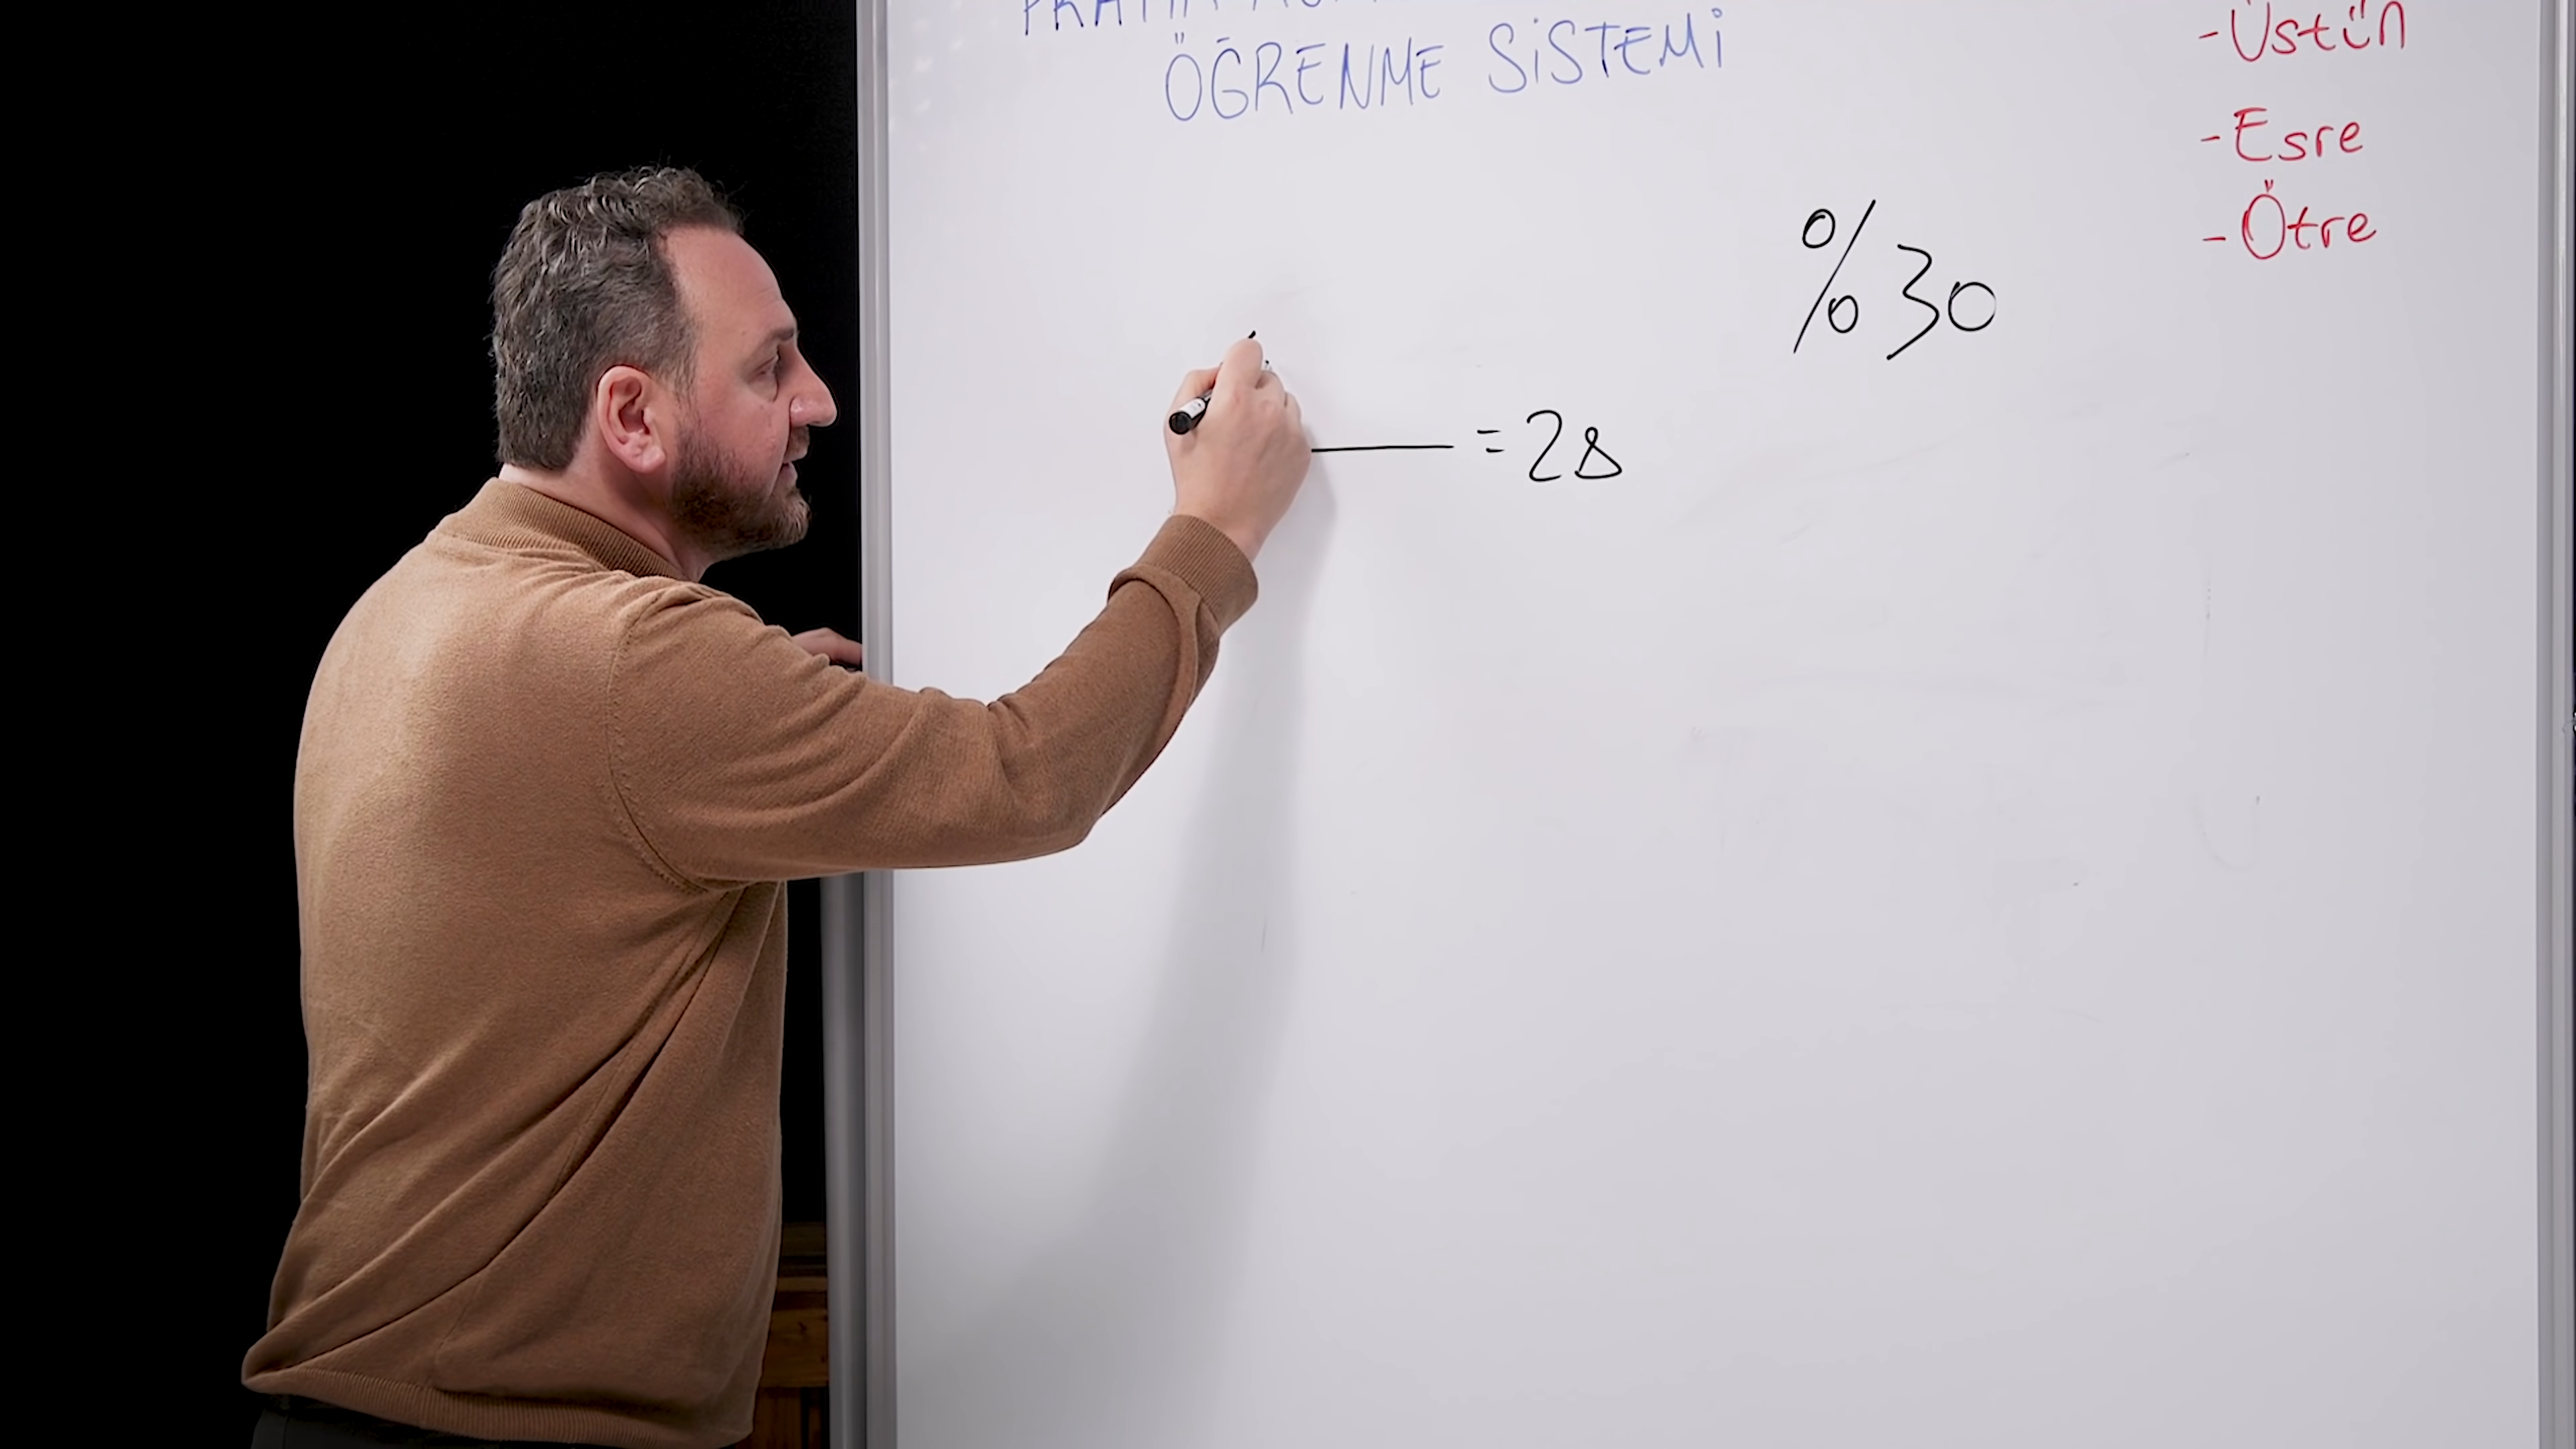 ÖĞRENME SİSTEMİ
-Üstün
-Esre
-Ötre
%30
= 28